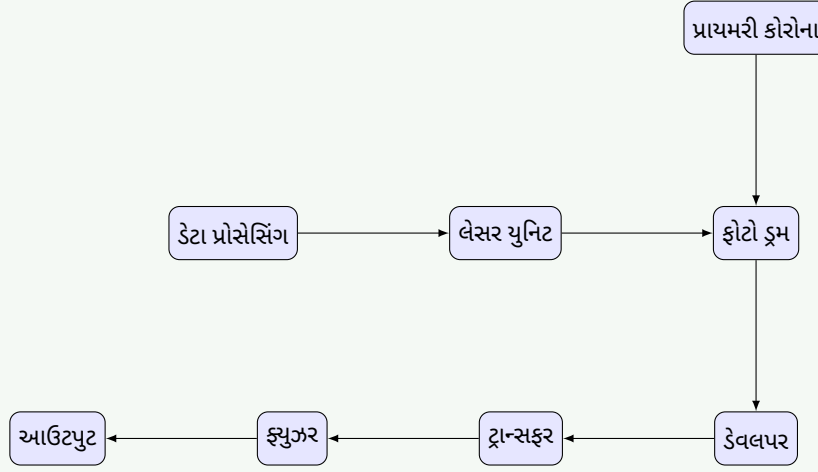 પ્રાયમરી કોરોના
ડેટા પ્રોસેસિંગ
લેસર યુનિટ
ફોટો ડ્રમ
આઉટપુટ
ફ્યુઝર
ટ્રાન્સફર
ડેવલપર